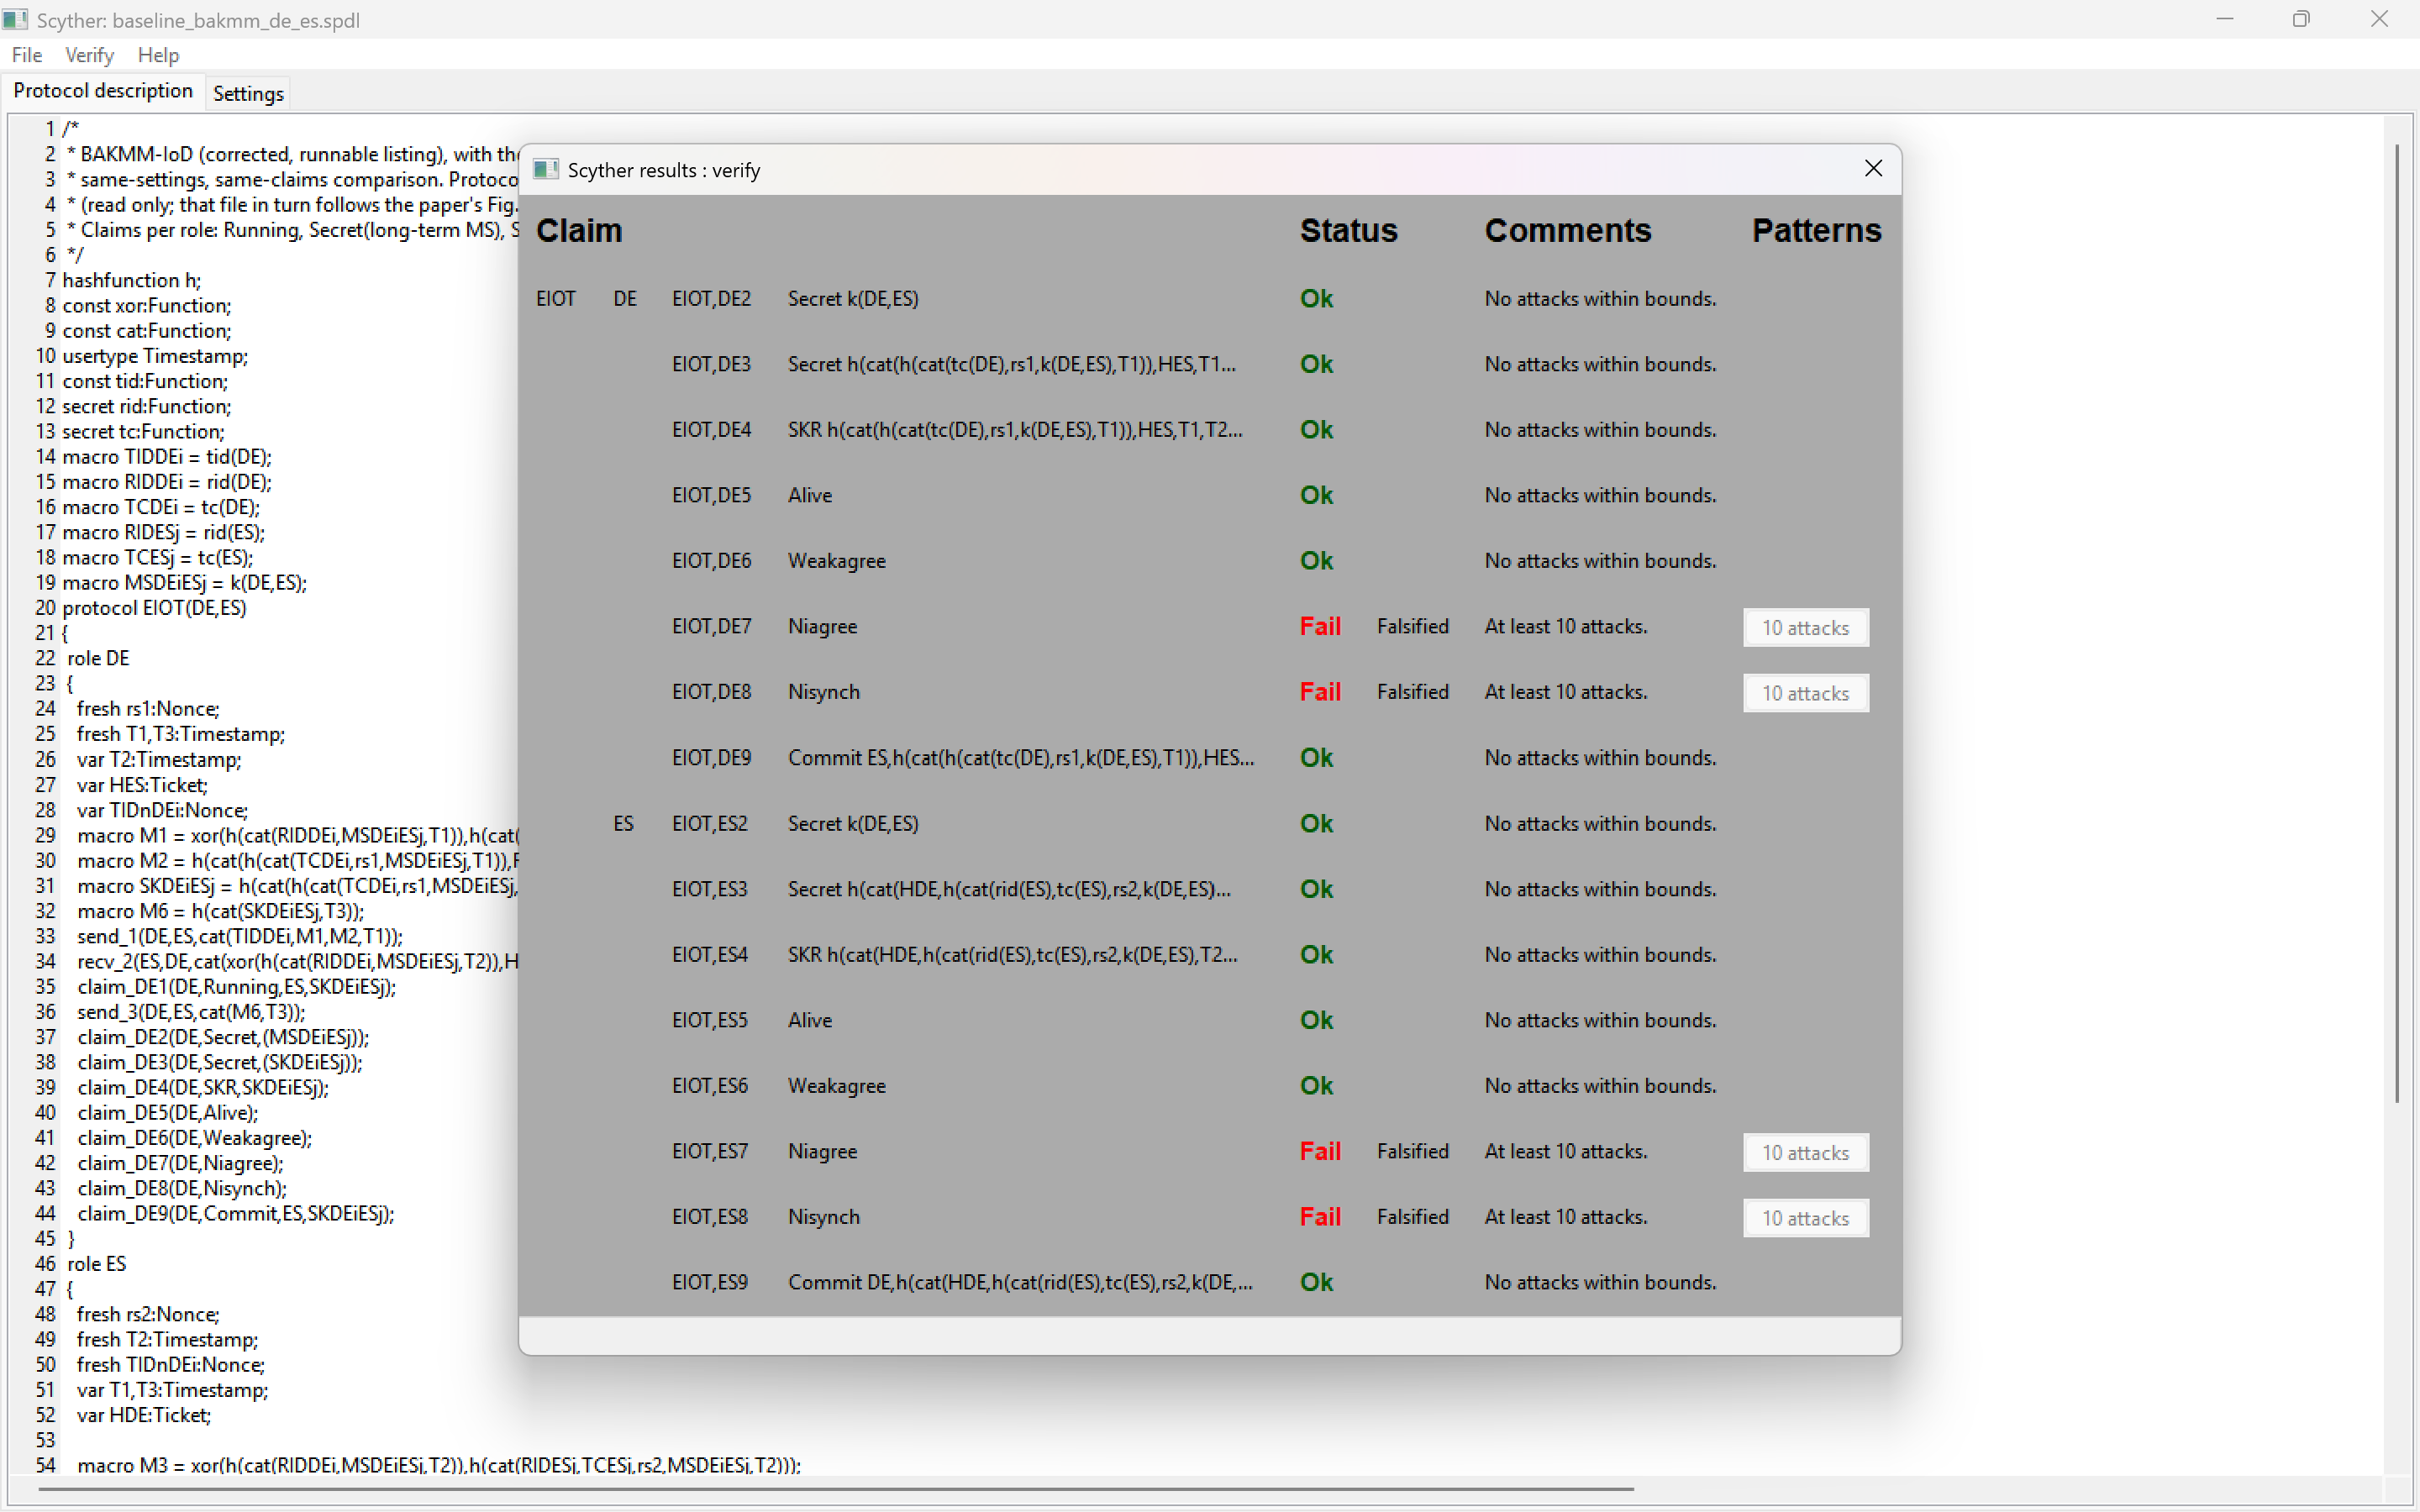 Scyther: baseline_bakmm_de_es.spdl
File Verify Help
Protocol description Settings
1 /*
2 * BAKMM-IoD (corrected, runnable listing), with the
3 * same-settings, same-claims comparison. Protoco
4 * (read only; that file in turn follows the paper's Fig.
5 * Claims per role: Running, Secret(long-term MS), S
6 */
7 hashfunction h;
8 const xor:Function;
9 const cat:Function;
10 usertype Timestamp;
11 const tid:Function;
12 secret rid:Function;
13 secret tc:Function;
14 macro TIDDEi = tid(DE);
15 macro RIDDEi = rid(DE);
16 macro TCDEi = tc(DE);
17 macro RIDESj = rid(ES);
18 macro TCESj = tc(ES);
19 macro MSDEiESj = k(DE,ES);
20 protocol EIOT(DE,ES)
21 {
22 role DE
23 {
24 fresh rs1:Nonce;
25 fresh T1,T3:Timestamp;
26 var T2:Timestamp;
27 var HES:Ticket;
28 var TIDnDEi:Nonce;
29 macro M1 = xor(h(cat(RIDDEi,MSDEiESj,T1)),h(cat(
30 macro M2 = h(cat(h(cat(TCDEi,rs1,MSDEiESj,T1)),
31 macro SKDEiESj = h(cat(h(cat(TCDEi,rs1,MSDEiESj,
32 macro M6 = h(cat(SKDEiESj,T3));
33 send_1(DE,ES,cat(TIDDEi,M1,M2,T1));
34 recv_2(ES,DE,cat(xor(h(cat(RIDDEi,MSDEiESj,T2)),H
35 claim_DE1(DE,Running,ES,SKDEiESj);
36 send_3(DE,ES,cat(M6,T3));
37 claim_DE2(DE,Secret,(MSDEiESj));
38 claim_DE3(DE,Secret,(SKDEiESj));
39 claim_DE4(DE,SKR,SKDEiESj);
40 claim_DE5(DE,Alive);
41 claim_DE6(DE,Weakagree);
42 claim_DE7(DE,Niagree);
43 claim_DE8(DE,Nisynch);
44 claim_DE9(DE,Commit,ES,SKDEiESj);
45 }
46 role ES
47 {
48 fresh rs2:Nonce;
49 fresh T2:Timestamp;
50 fresh TIDnDEi:Nonce;
51 var T1,T3:Timestamp;
52 var HDE:Ticket;
53
54 macro M3 = xor(h(cat(RIDDEi,MSDEiESj,T2)),h(cat(RIDESj,TCESj,rs2,MSDEiESj,T2)));
Scyther results : verify
Claim Status Comments Patterns
EIOT DE EIOT,DE2 Secret k(DE,ES) Ok No attacks within bounds.
EIOT,DE3 Secret h(cat(h(cat(tc(DE),rs1,k(DE,ES),T1)),HES,T1... Ok No attacks within bounds.
EIOT,DE4 SKR h(cat(h(cat(tc(DE),rs1,k(DE,ES),T1)),HES,T1,T2... Ok No attacks within bounds.
EIOT,DE5 Alive Ok No attacks within bounds.
EIOT,DE6 Weakagree Ok No attacks within bounds.
EIOT,DE7 Niagree Fail Falsified At least 10 attacks. 10 attacks
EIOT,DE8 Nisynch Fail Falsified At least 10 attacks. 10 attacks
EIOT,DE9 Commit ES,h(cat(h(cat(tc(DE),rs1,k(DE,ES),T1)),HES... Ok No attacks within bounds.
ES EIOT,ES2 Secret k(DE,ES) Ok No attacks within bounds.
EIOT,ES3 Secret h(cat(HDE,h(cat(rid(ES),tc(ES),rs2,k(DE,ES)... Ok No attacks within bounds.
EIOT,ES4 SKR h(cat(HDE,h(cat(rid(ES),tc(ES),rs2,k(DE,ES),T2... Ok No attacks within bounds.
EIOT,ES5 Alive Ok No attacks within bounds.
EIOT,ES6 Weakagree Ok No attacks within bounds.
EIOT,ES7 Niagree Fail Falsified At least 10 attacks. 10 attacks
EIOT,ES8 Nisynch Fail Falsified At least 10 attacks. 10 attacks
EIOT,ES9 Commit DE,h(cat(HDE,h(cat(rid(ES),tc(ES),rs2,k(DE,... Ok No attacks within bounds.